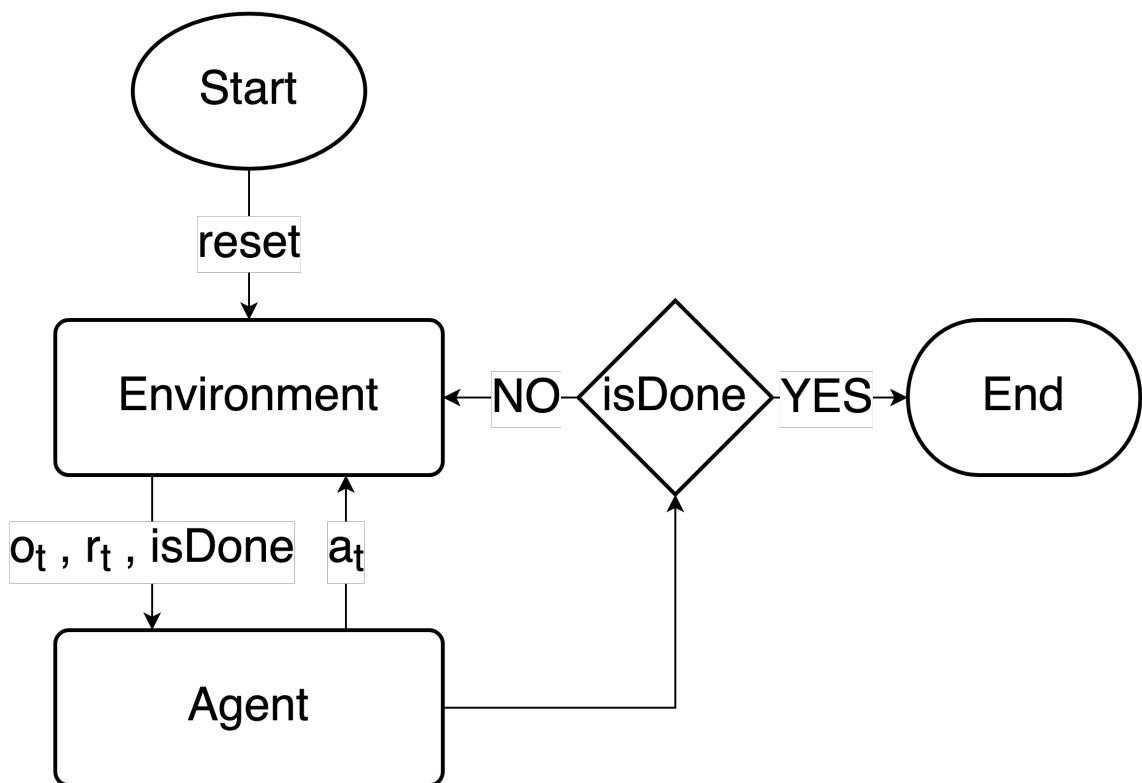 Start
reset
Environment
NO
isDone
YES
End
oₜ , rₜ , isDone
aₜ
Agent